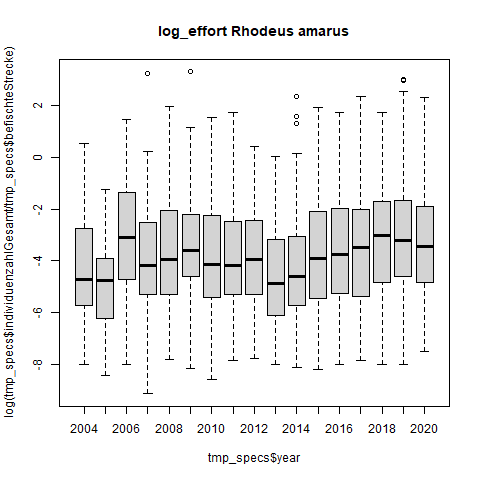 log_effort Rhodeus amarus
log(tmp_specs$individuenzahlGesamt/tmp_specs$befischteStrecke)
2
0
-2
-4
-6
-8
2004 2006 2008 2010 2012 2014 2016 2018 2020
tmp_specs$year